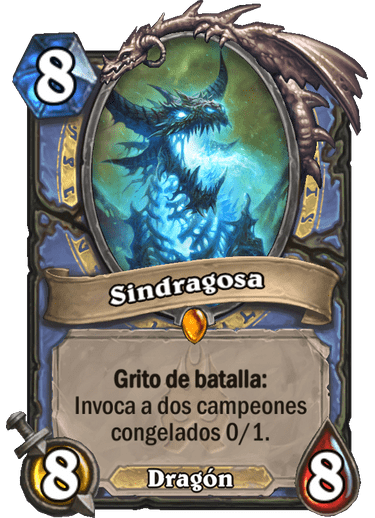 8
Sindragosa
Grito de batalla:
Invoca a dos campeones
congelados 0/1.
8
Dragón
8